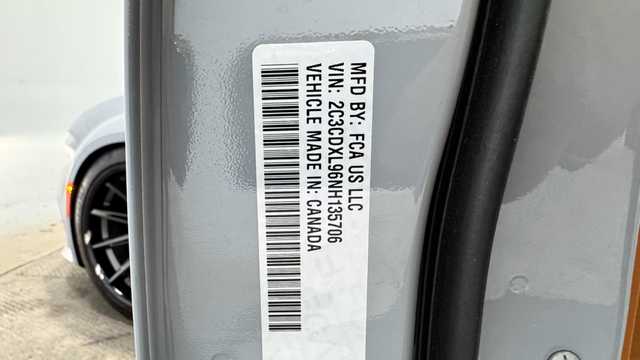 MFD BY: FCA US LLC
VIN: 2C3CDXL96NH135706
VEHICLE MADE IN: CANADA